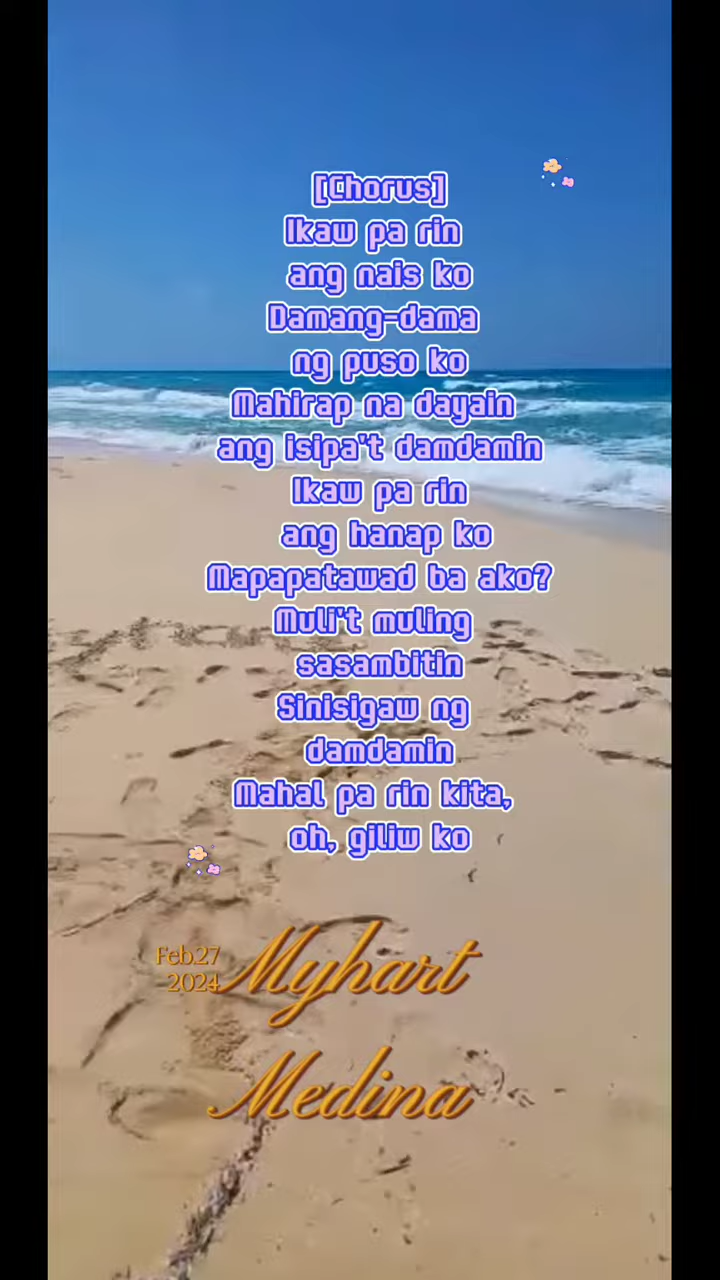 [Chorus]
Ikaw pa rin
ang nais ko
Damang-dama
ng puso ko
Mahirap na dayain
ang isipa't damdamin
Ikaw pa rin
ang hanap ko
Mapapatawad ba ako?
Muli't muling
sasambitin
Sinisigaw ng
damdamin
Mahal pa rin kita,
oh, giliw ko
Feb.27
2024
Myhart
Medina